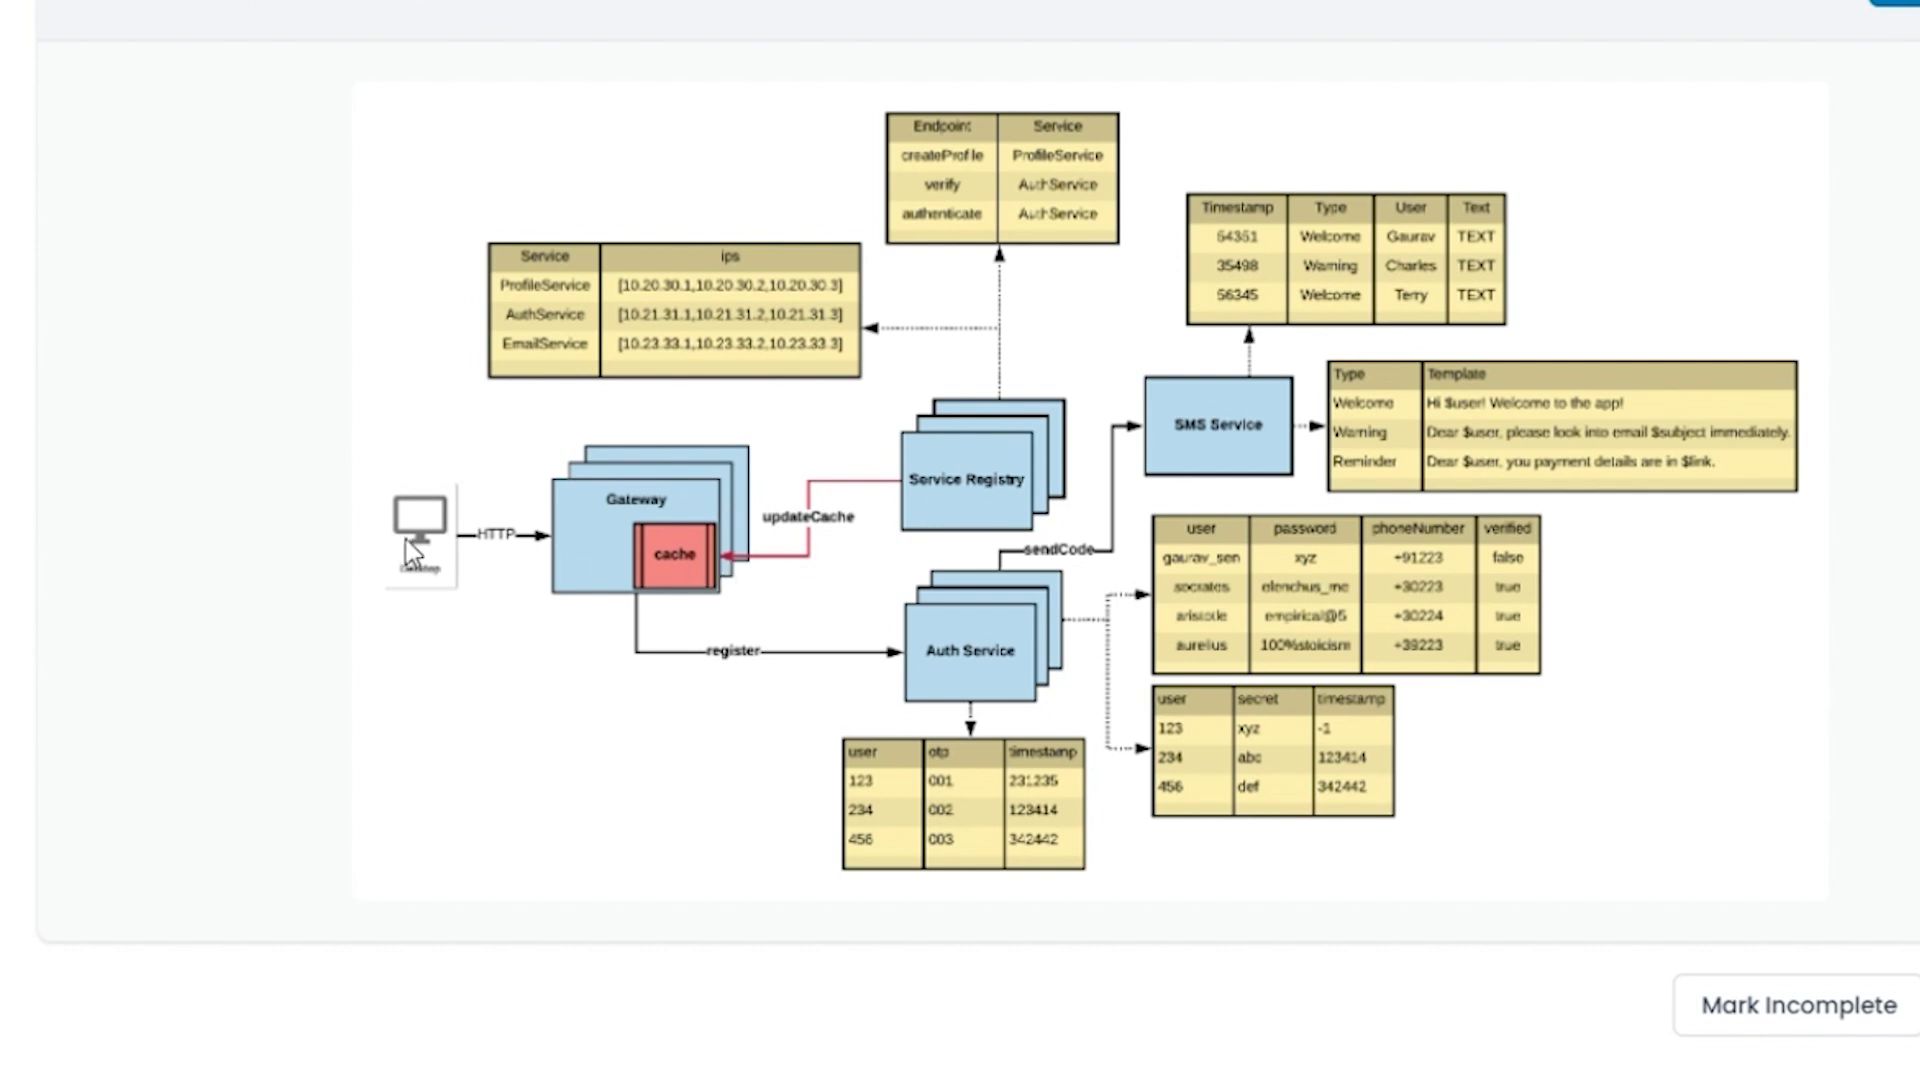 Endpoint Service
createProfile ProfileService
verify AuthService
authenticate AuthService
Timestamp Type User Text
54351 Welcome Gaurav TEXT
35498 Warning Charles TEXT
56345 Welcome Terry TEXT
Service ips
ProfileService [10.20.30.1,10.20.30.2,10.20.30.3]
AuthService [10.21.31.1,10.21.31.2,10.21.31.3]
EmailService [10.23.33.1,10.23.33.2,10.23.33.3]
Type Template
Welcome Hi $user! Welcome to the app!
Warning Dear $user, please look into email $subject immediately.
Reminder Dear $user, you payment details are in $link.
SMS Service
Service Registry
Gateway
cache
HTTP
updateCache
sendCode
user password phoneNumber verified
gaurav_sen xyz +91223 false
socrates elenchus_me +30223 true
aristotle empirical@5 +30224 true
aurelius 100%stoicism +39223 true
register
Auth Service
user secret timestamp
123 xyz -1
234 abc 123414
456 def 342442
user otp timestamp
123 001 231235
234 002 123414
456 003 342442
Mark Incomplete